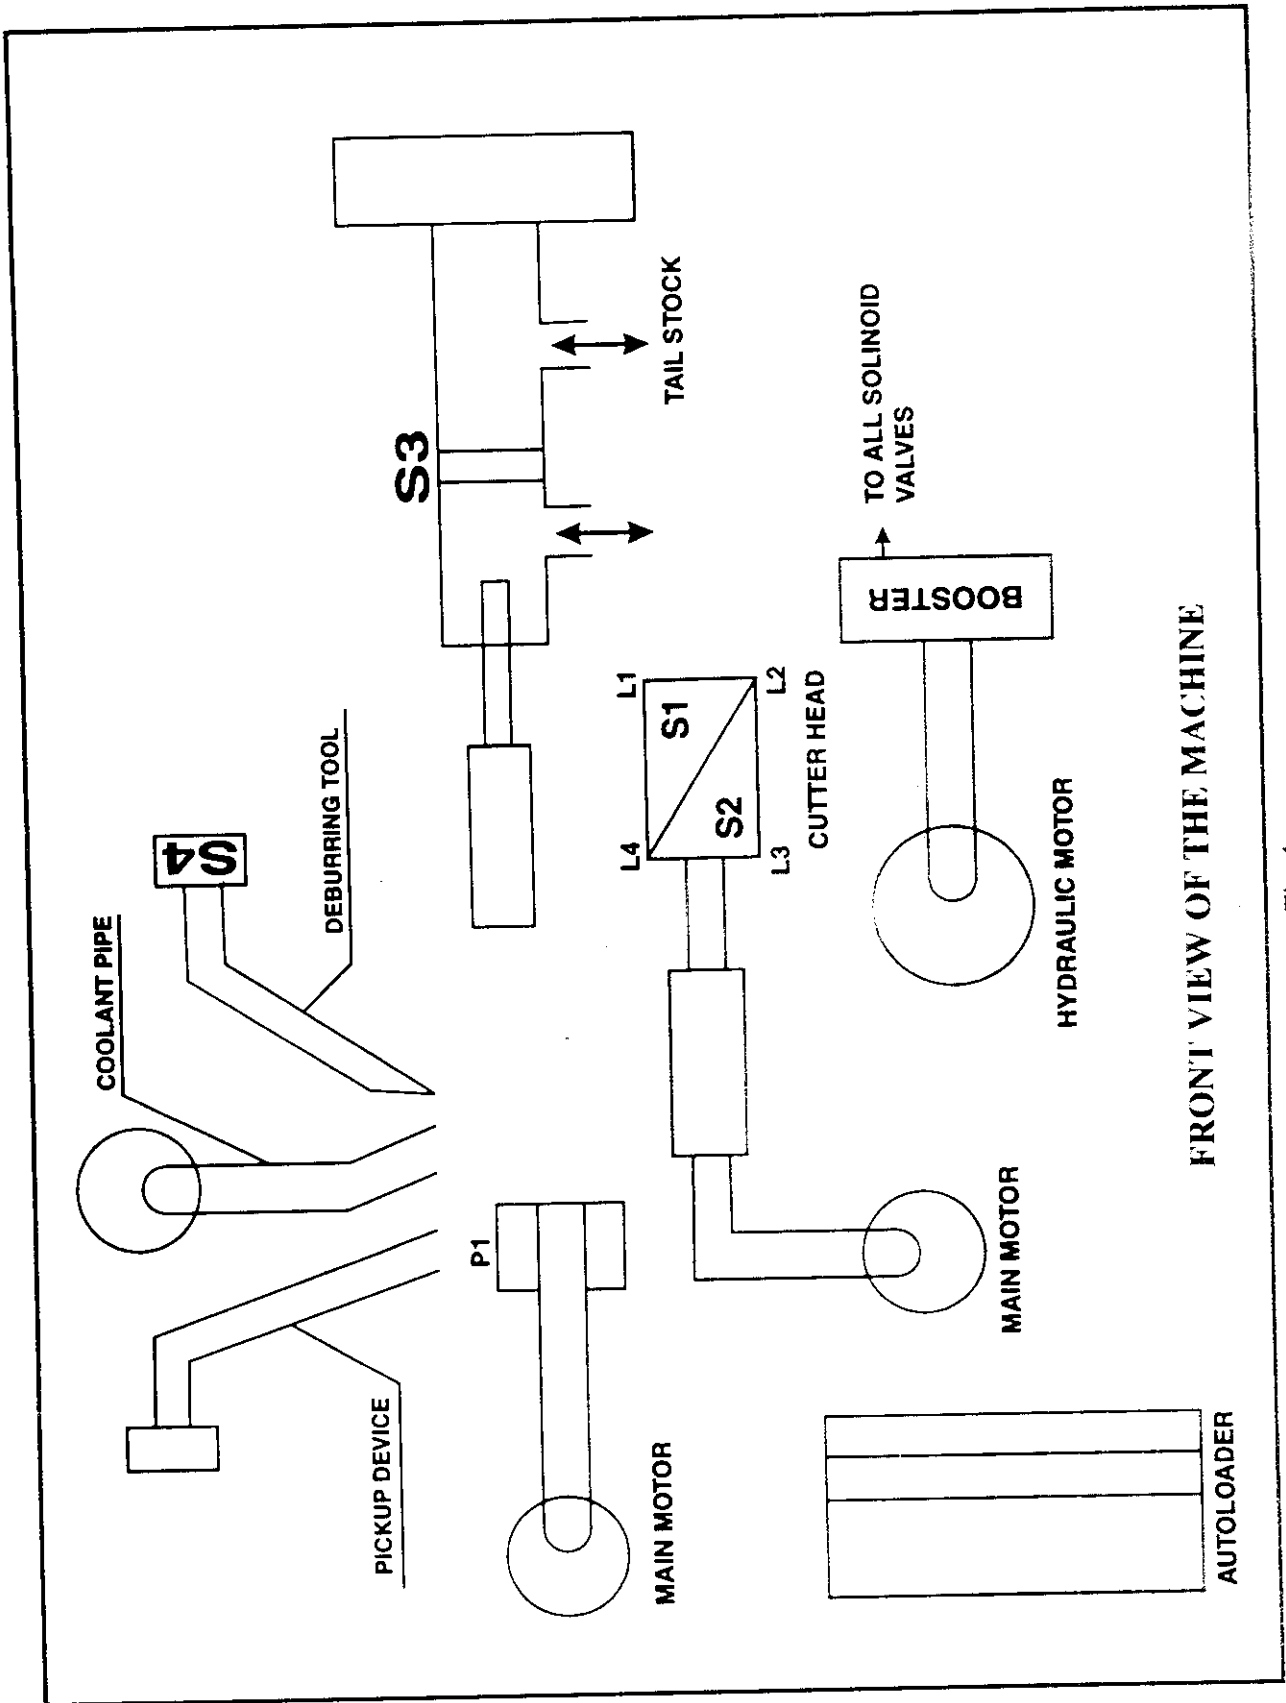 COOLANT PIPE
S4
DEBURRING TOOL
PICKUP DEVICE
S3
P1
TAIL STOCK
MAIN MOTOR
L4
L1
S1
S2
L3
L2
CUTTER HEAD
MAIN MOTOR
BOOSTER
TO ALL SOLINOID
VALVES
HYDRAULIC MOTOR
AUTOLOADER
FRONT VIEW OF THE MACHINE